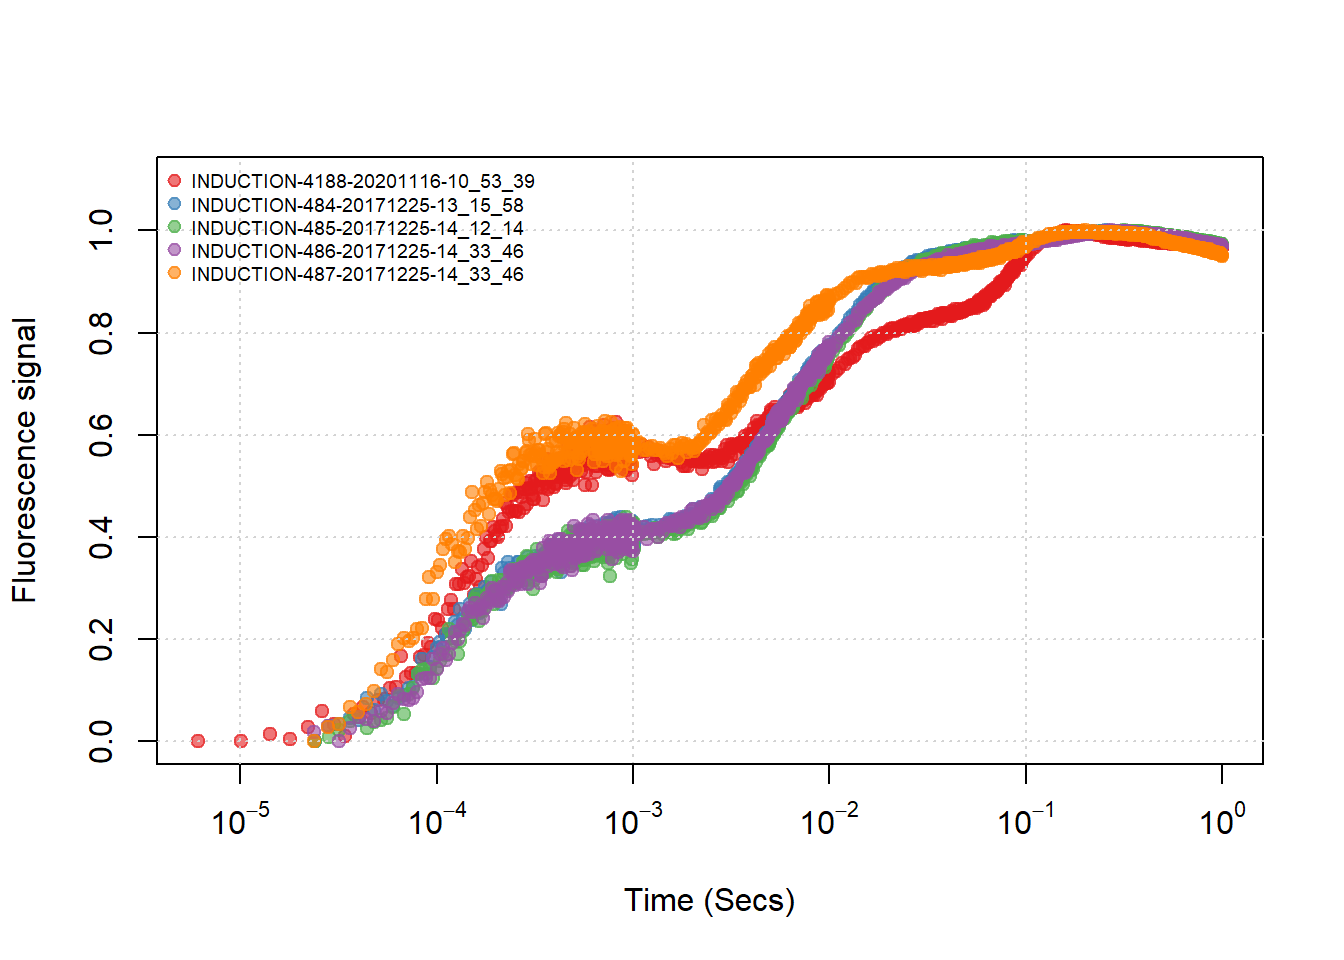 INDUCTION-4188-20201116-10_53_39
INDUCTION-484-20171225-13_15_58
INDUCTION-485-20171225-14_12_14
INDUCTION-486-20171225-14_33_46
INDUCTION-487-20171225-14_33_46
Fluorescence signal
1.0
0.8
0.6
0.4
0.2
0.0
10⁻⁵ 10⁻⁴ 10⁻³ 10⁻² 10⁻¹ 10⁰
Time (Secs)